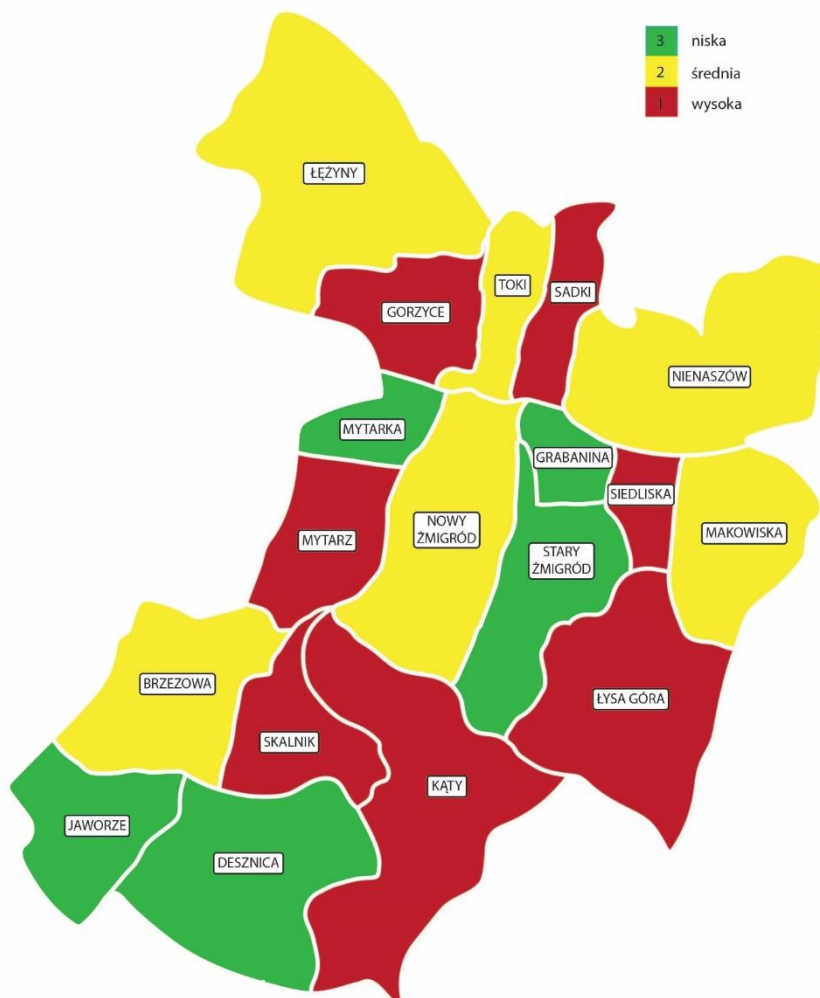 3 niska
2 średnia
1 wysoka
ŁĘŻYNY
TOKI
SADKI
GORZYCE
NIENASZÓW
MYTARKA
GRABANINA
SIEDLISKA
NOWY
ŻMIGRÓD
MAKOWISKA
MYTARZ
STARY
ŻMIGRÓD
BRZEZOWA
ŁYSA GÓRA
SKALNIK
KĄTY
JAWORZE
DESZNICA